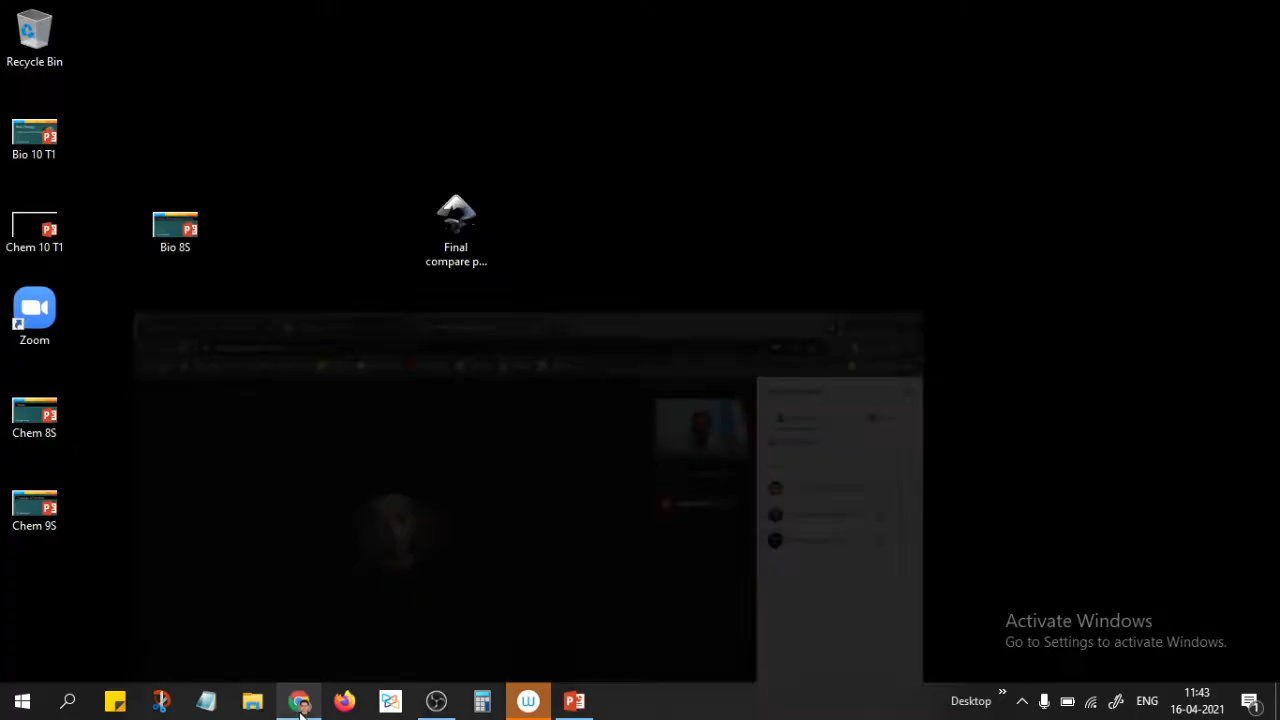 Recycle Bin
Bio 10 T1
Chem 10 T1
Bio 8S
Final
compare p...
Zoom
Chem 8S
Chem 9S
Activate Windows
Go to Settings to activate Windows.
Desktop
ENG
11:43
16-04-2021